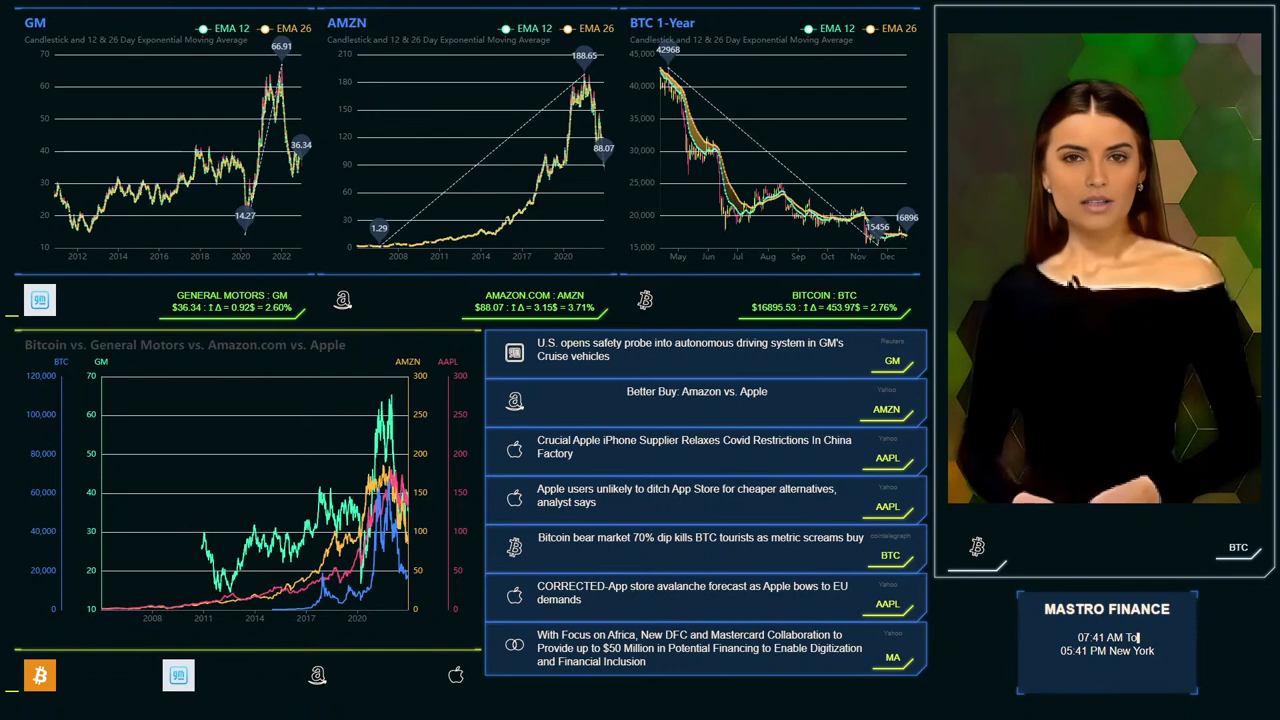 GM
EMA 12
EMA 26
Candlestick and 12 & 26 Day Exponential Moving Average
66.91
70
60
50
40
30
20
10
36.34
14.27
2012
2014
2016
2018
2020
2022
AMZN
EMA 12
EMA 26
Candlestick and 12 & 26 Day Exponential Moving Average
188.65
210
180
150
120
90
60
30
0
88.07
1.29
2008
2011
2014
2017
2020
BTC 1-Year
EMA 12
EMA 26
Candlestick and 12 & 26 Day Exponential Moving Average
42968
45,000
40,000
35,000
30,000
25,000
20,000
15,000
15456
16896
May
Jun
Jul
Aug
Sep
Oct
Nov
Dec
gm
GENERAL MOTORS : GM
$36.34 : ↥ Δ = 0.92$ = 2.60%
AMAZON.COM : AMZN
$88.07 : ↥ Δ = 3.15$ = 3.71%
BITCOIN : BTC
$16895.53 : ↥ Δ = 453.97$ = 2.76%
Bitcoin vs. General Motors vs. Amazon.com vs. Apple
BTC
GM
AMZN
AAPL
120,000
100,000
80,000
60,000
40,000
20,000
0
70
60
50
40
30
20
10
300
250
200
150
100
50
0
300
250
200
150
100
50
0
2008
2011
2014
2017
2020
gm
U.S. opens safety probe into autonomous driving system in GM's
Cruise vehicles
Reuters
GM
Better Buy: Amazon vs. Apple
Yahoo
AMZN
Crucial Apple iPhone Supplier Relaxes Covid Restrictions In China
Factory
Yahoo
AAPL
Apple users unlikely to ditch App Store for cheaper alternatives,
analyst says
Yahoo
AAPL
Bitcoin bear market 70% dip kills BTC tourists as metric screams buy
cointelegraph
BTC
CORRECTED-App store avalanche forecast as Apple bows to EU
demands
Yahoo
AAPL
With Focus on Africa, New DFC and Mastercard Collaboration to
Provide up to $50 Million in Potential Financing to Enable Digitization
and Financial Inclusion
Yahoo
MA
BTC
MASTRO FINANCE
07:41 AM To
05:41 PM New York